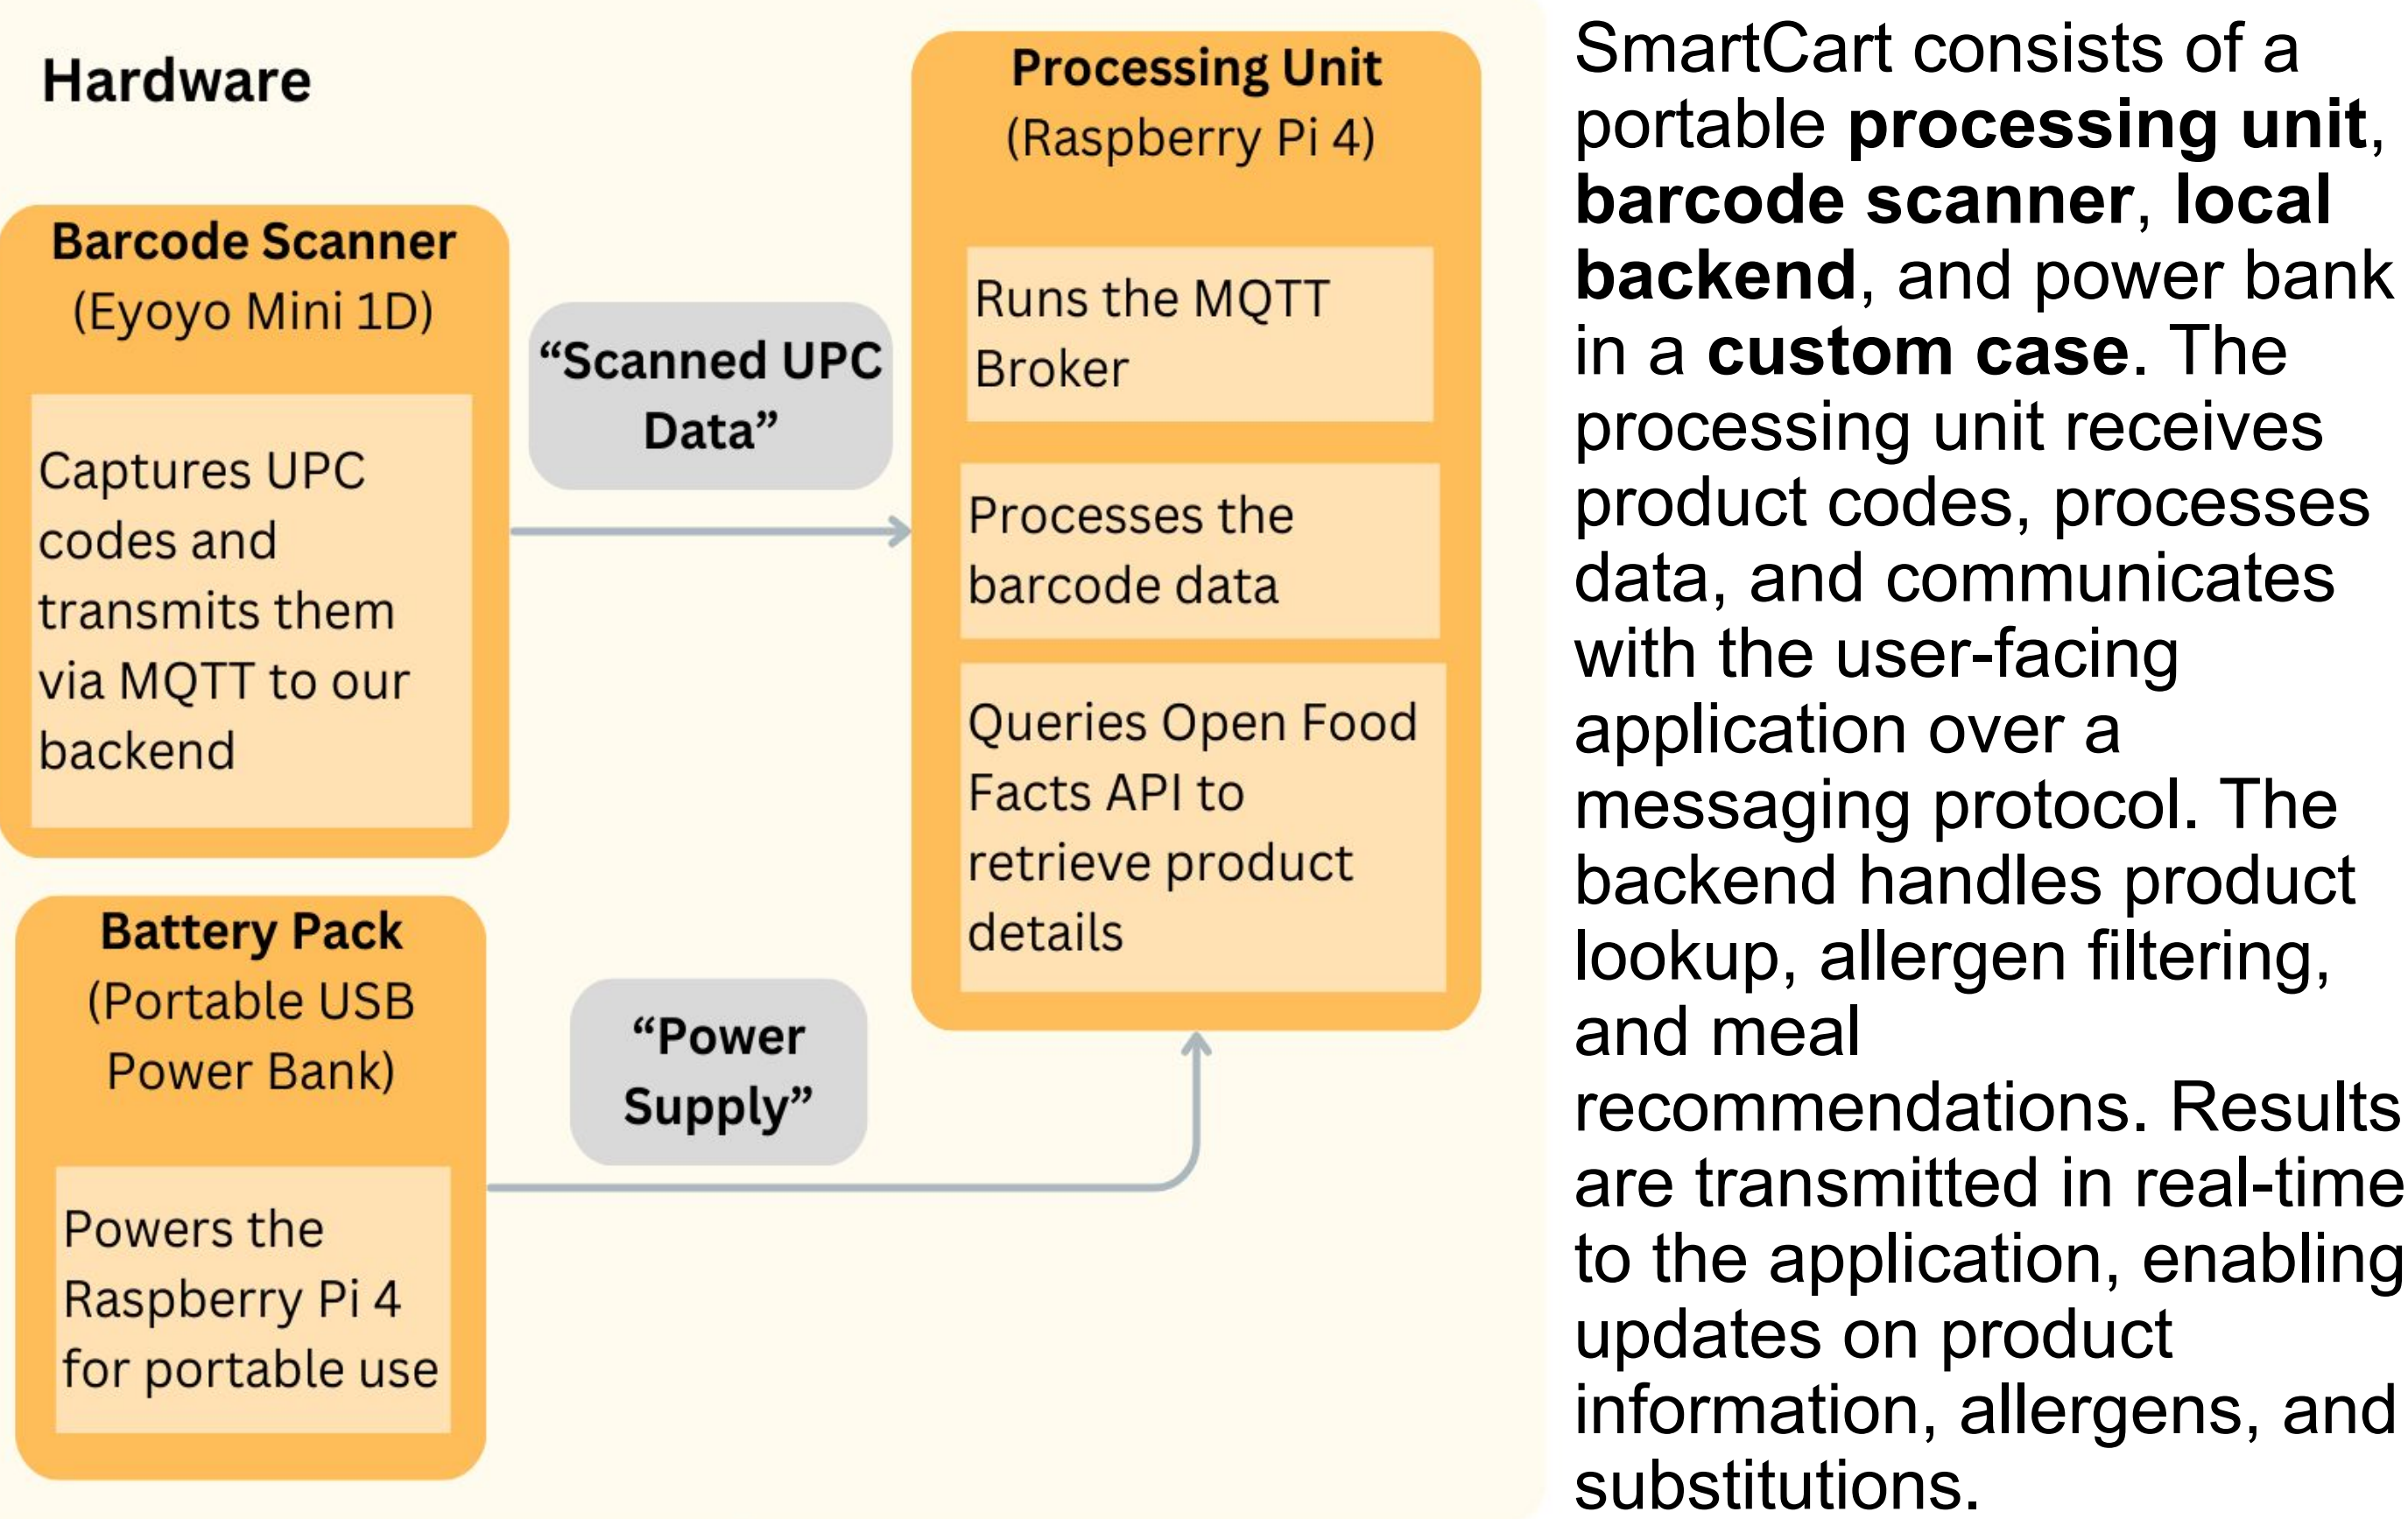 Hardware
Barcode Scanner
(Eyoyo Mini 1D)
Captures UPC
codes and
transmits them
via MQTT to our
backend
“Scanned UPC
Data”
Processing Unit
(Raspberry Pi 4)
Runs the MQTT
Broker
Processes the
barcode data
Queries Open Food
Facts API to
retrieve product
details
Battery Pack
(Portable USB
Power Bank)
Powers the
Raspberry Pi 4
for portable use
“Power
Supply”
SmartCart consists of a
portable processing unit,
barcode scanner, local
backend, and power bank
in a custom case. The
processing unit receives
product codes, processes
data, and communicates
with the user-facing
application over a
messaging protocol. The
backend handles product
lookup, allergen filtering,
and meal
recommendations. Results
are transmitted in real-time
to the application, enabling
updates on product
information, allergens, and
substitutions.